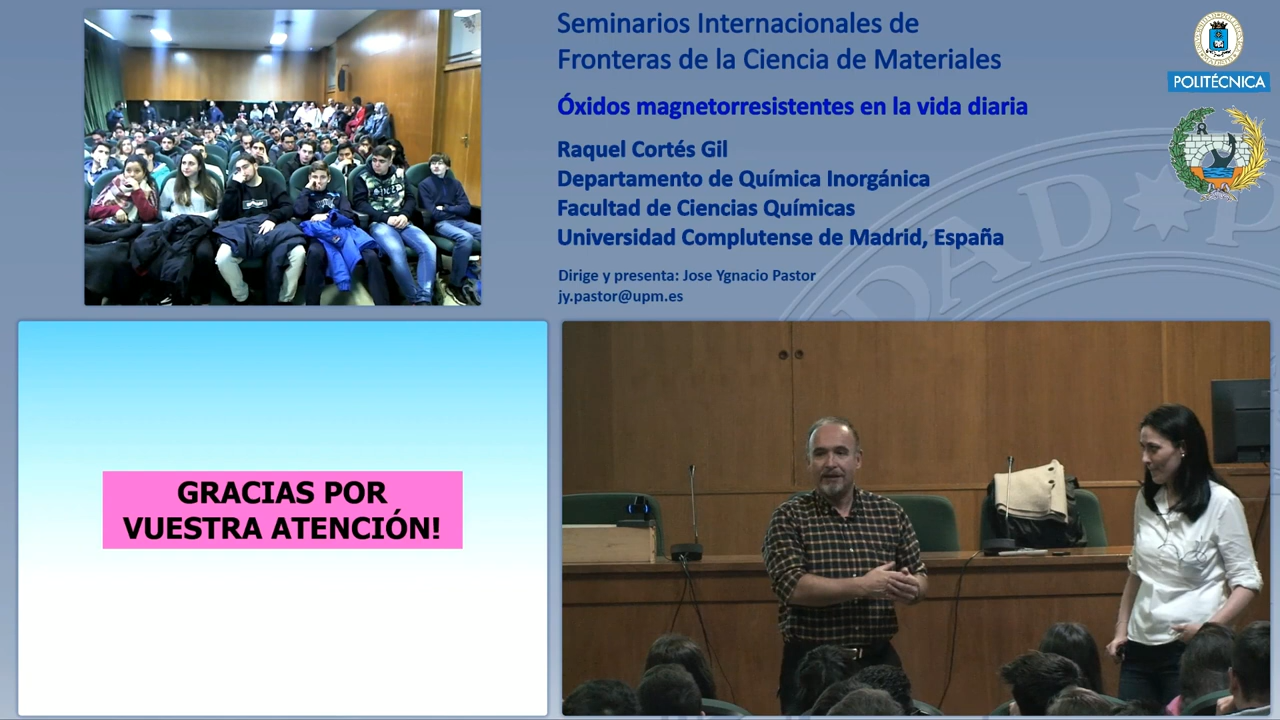 Seminarios Internacionales de
Fronteras de la Ciencia de Materiales
Óxidos magnetorresistentes en la vida diaria
Raquel Cortés Gil
Departamento de Química Inorgánica
Facultad de Ciencias Químicas
Universidad Complutense de Madrid, España
Dirige y presenta: Jose Ygnacio Pastor
jy.pastor@upm.es
POLITÉCNICA
DAD P
GRACIAS POR
VUESTRA ATENCIÓN!